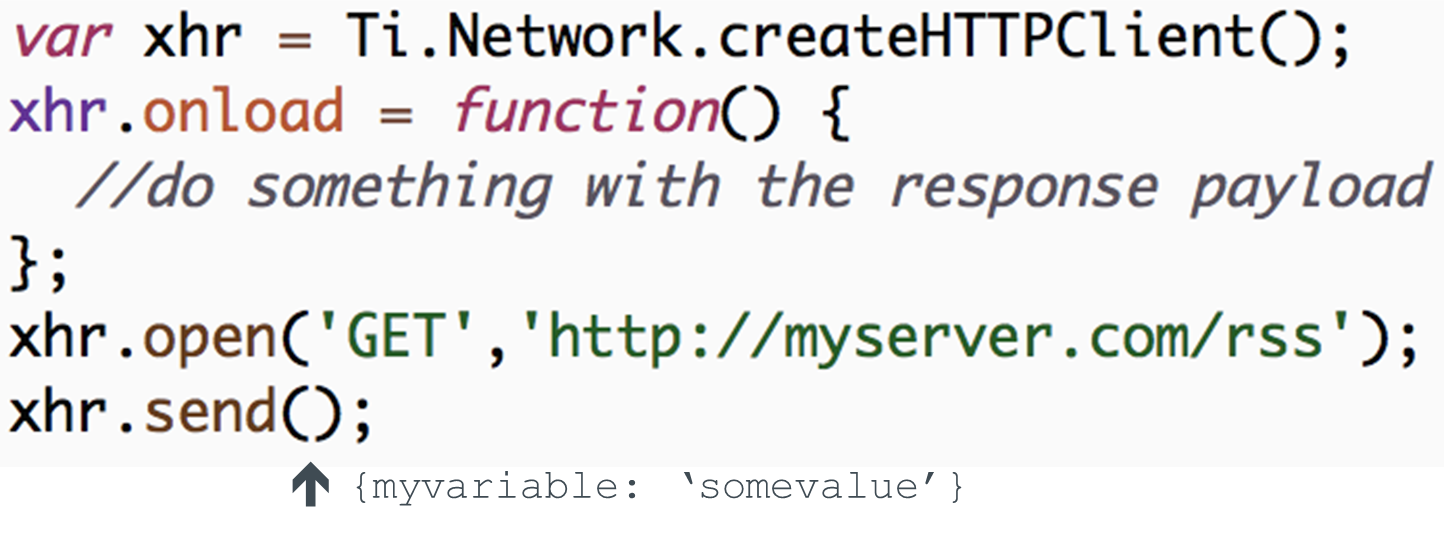 var xhr = Ti.Network.createHTTPClient();
xhr.onload = function() {
  //do something with the response payload
};
xhr.open('GET','http://myserver.com/rss');
xhr.send();
{myvariable: ‘somevalue’}